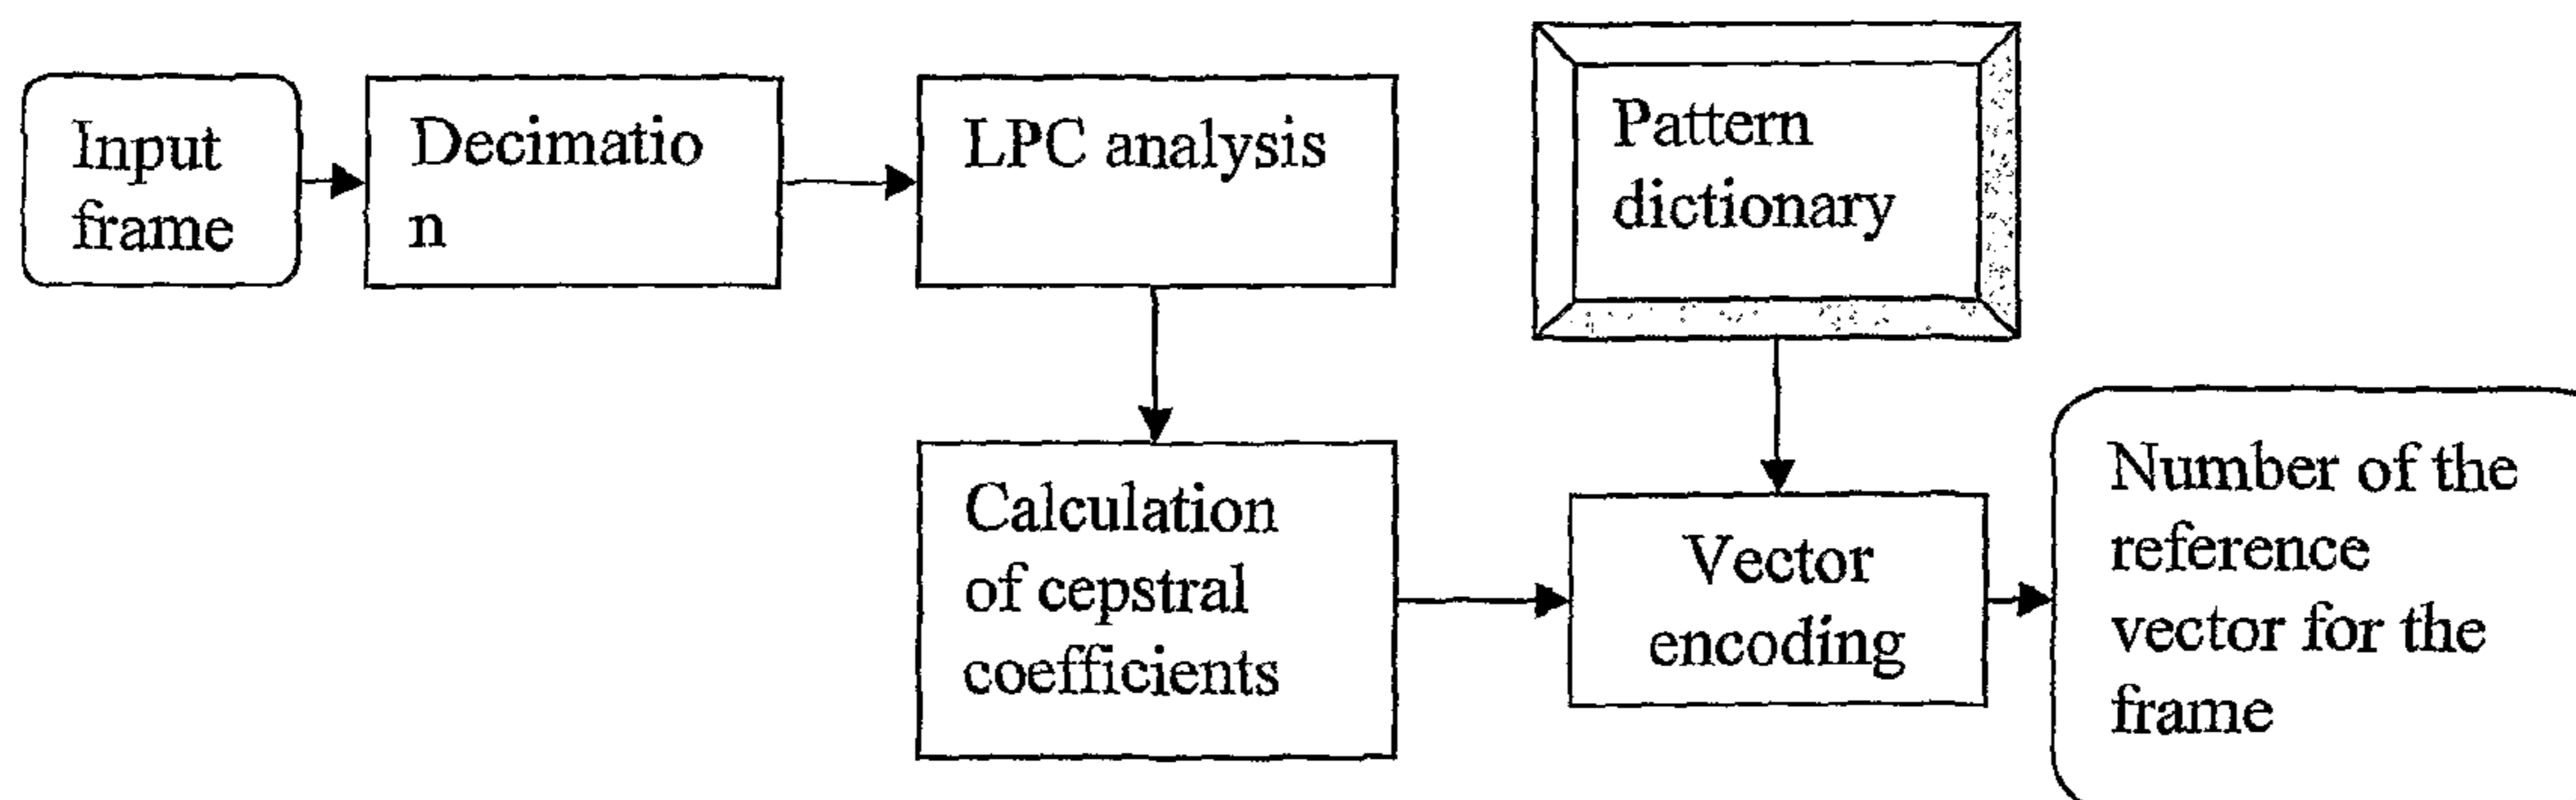 Input
frame
Decimatio
n
LPC analysis
Pattern
dictionary
Calculation
of cepstral
coefficients
Vector
encoding
Number of the
reference
vector for the
frame